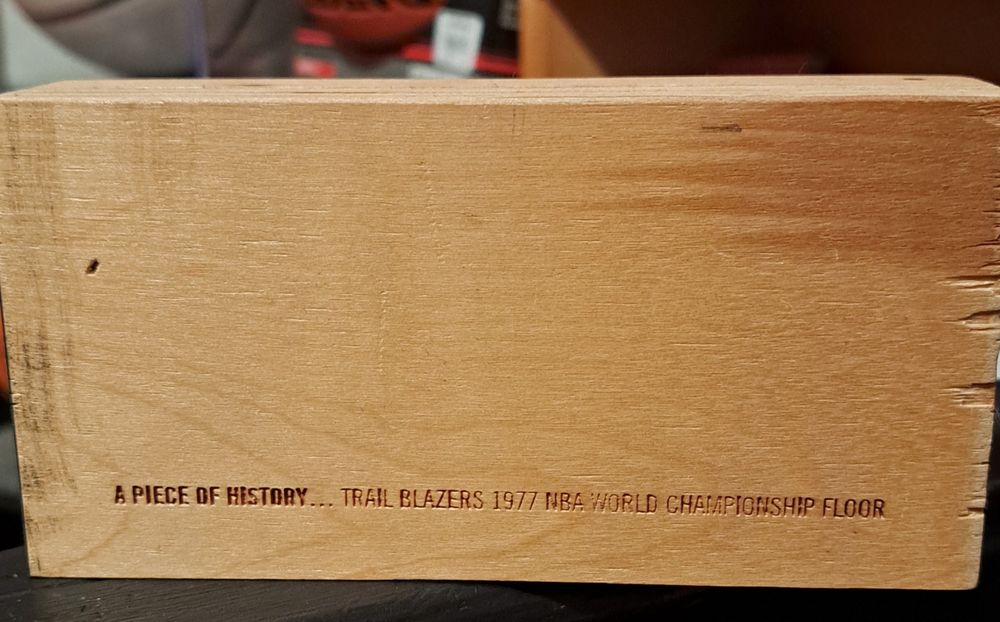 A PIECE OF HISTORY... TRAIL BLAZERS 1977 NBA WORLD CHAMPIONSHIP FLOOR